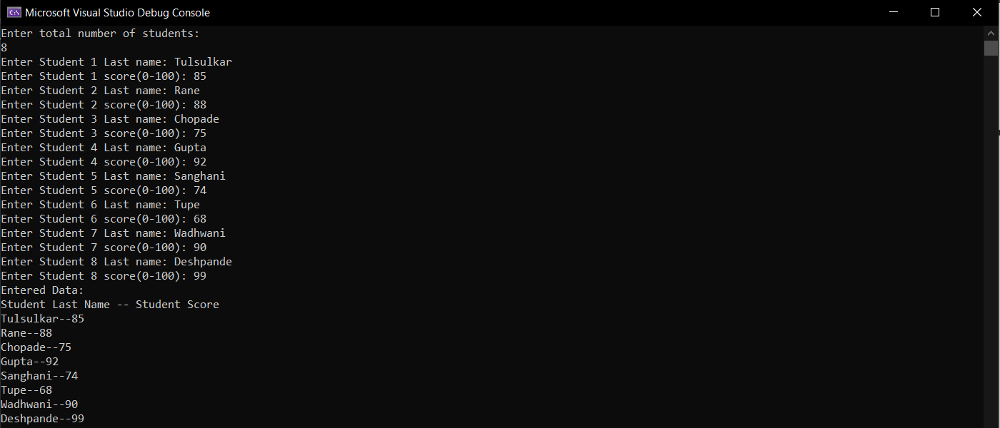 Microsoft Visual Studio Debug Console
Enter total number of students:
8
Enter Student 1 Last name: Tulsulkar
Enter Student 1 score(0-100): 85
Enter Student 2 Last name: Rane
Enter Student 2 score(0-100): 88
Enter Student 3 Last name: Chopade
Enter Student 3 score(0-100): 75
Enter Student 4 Last name: Gupta
Enter Student 4 score(0-100): 92
Enter Student 5 Last name: Sanghani
Enter Student 5 score(0-100): 74
Enter Student 6 Last name: Tupe
Enter Student 6 score(0-100): 68
Enter Student 7 Last name: Wadhwani
Enter Student 7 score(0-100): 90
Enter Student 8 Last name: Deshpande
Enter Student 8 score(0-100): 99
Entered Data:
Student Last Name -- Student Score
Tulsulkar--85
Rane--88
Chopade--75
Gupta--92
Sanghani--74
Tupe--68
Wadhwani--90
Deshpande--99